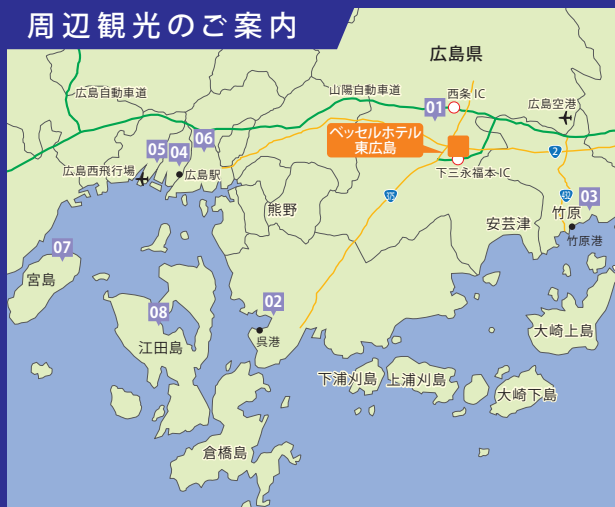 周辺観光のご案内
広島県
広島自動車道
山陽自動車道
西条 IC
01
広島空港
ベッセルホテル
東広島
05
04
06
広島西飛行場
広島駅
下三永福本 IC
2
375
432
熊野
03
竹原
安芸津
竹原港
07
宮島
02
08
呉港
江田島
大崎上島
下浦刈島
上浦刈島
大崎下島
倉橋島